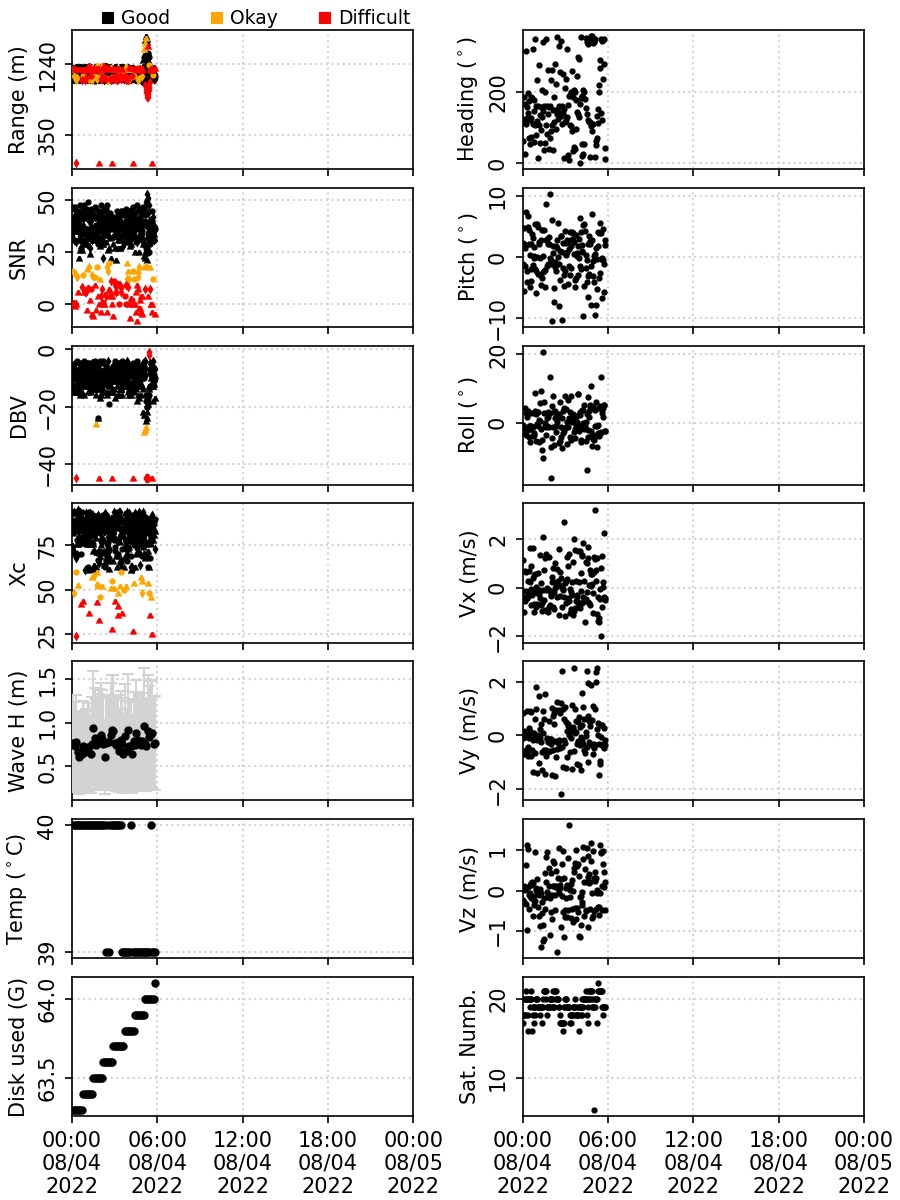 Good Okay Difficult
Range (m) 1240 350
Heading (°) 200 0
SNR 50 25 0
Pitch (°) 10 0 −10
DBV 0 −20 −40
Roll (°) 20 0
Xc 75 50 25
Vx (m/s) 2 0 −2
Wave H (m) 1.5 1.0 0.5
Vy (m/s) 2 0 −2
Temp (°C) 40 39
Vz (m/s) 1 0 −1
Disk used (G) 64.0 63.5
Sat. Numb. 20 10
00:00 06:00 12:00 18:00 00:00
08/04 08/04 08/04 08/04 08/05
2022 2022 2022 2022 2022
00:00 06:00 12:00 18:00 00:00
08/04 08/04 08/04 08/04 08/05
2022 2022 2022 2022 2022